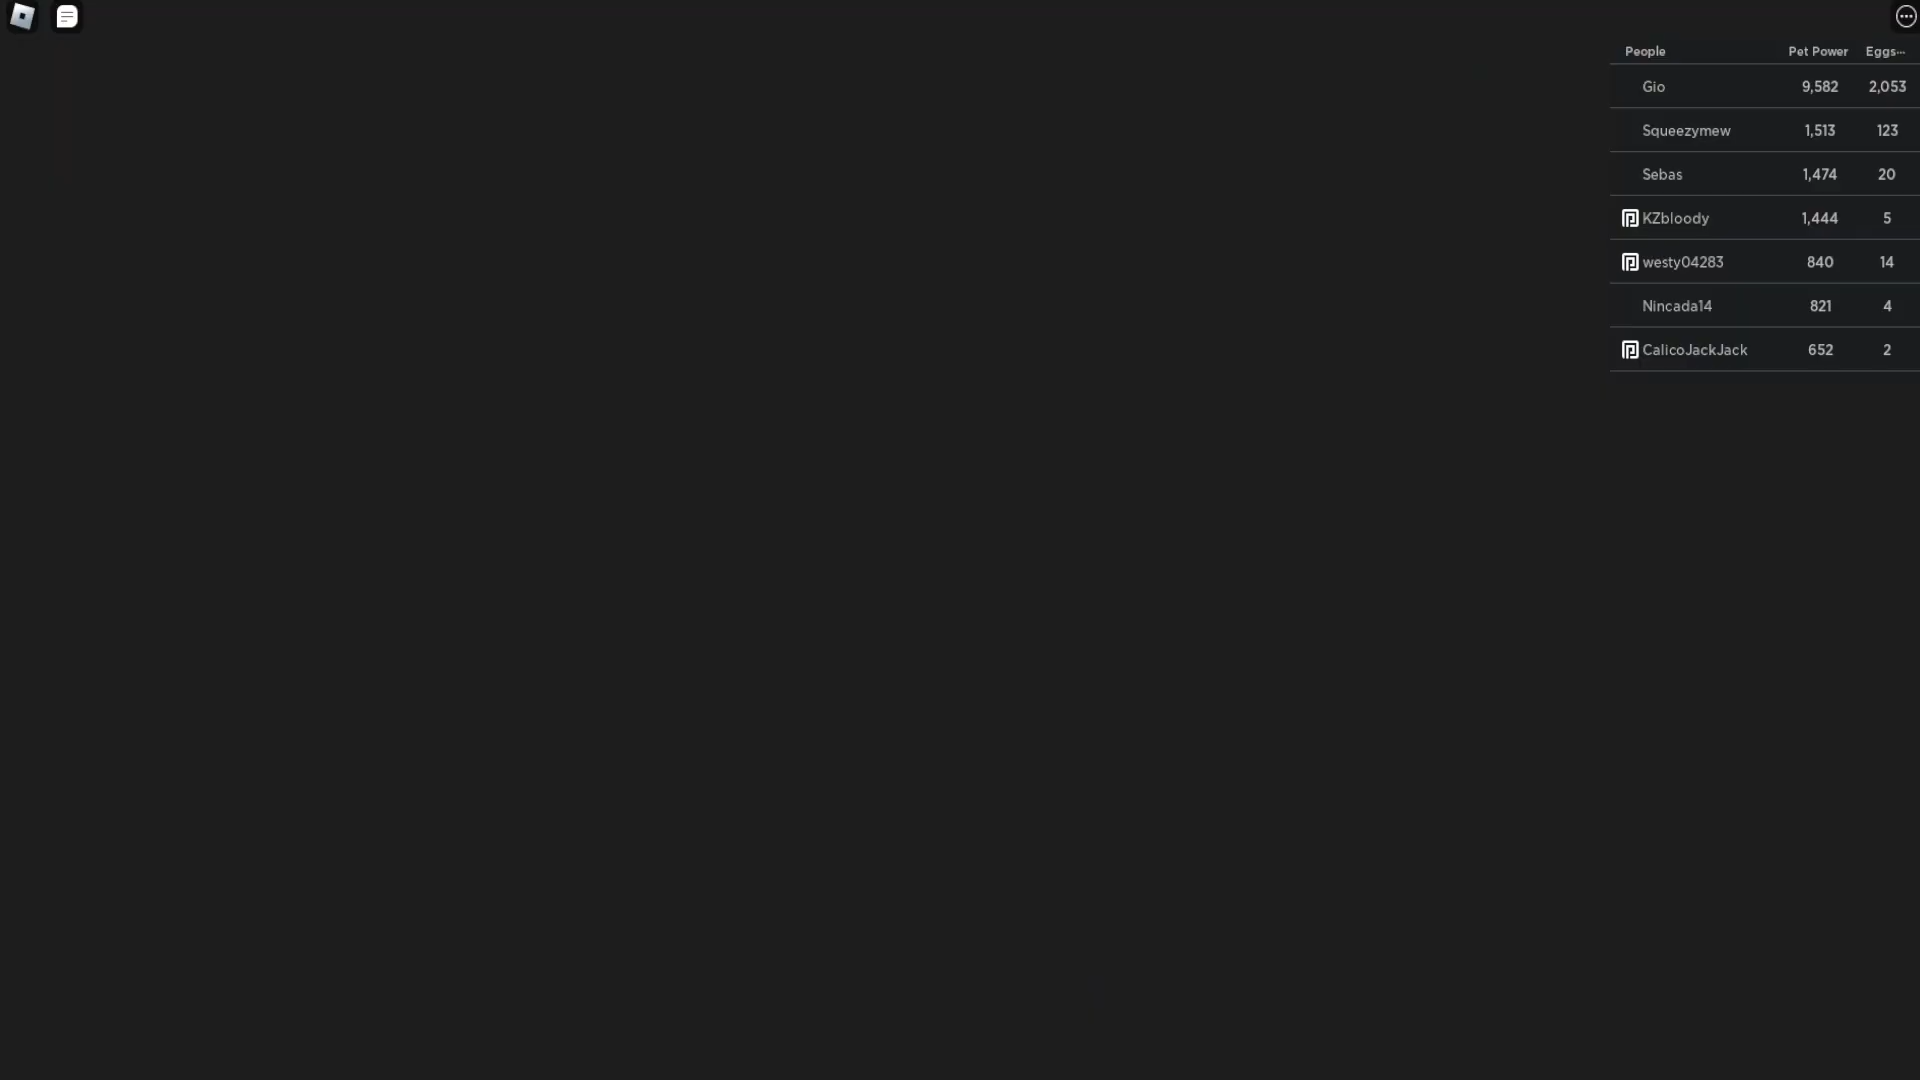 People Pet Power Eggs...
Gio 9,582 2,053
Squeezymew 1,513 123
Sebas 1,474 20
KZbloody 1,444 5
westy04283 840 14
Nincada14 821 4
CalicoJackJack 652 2